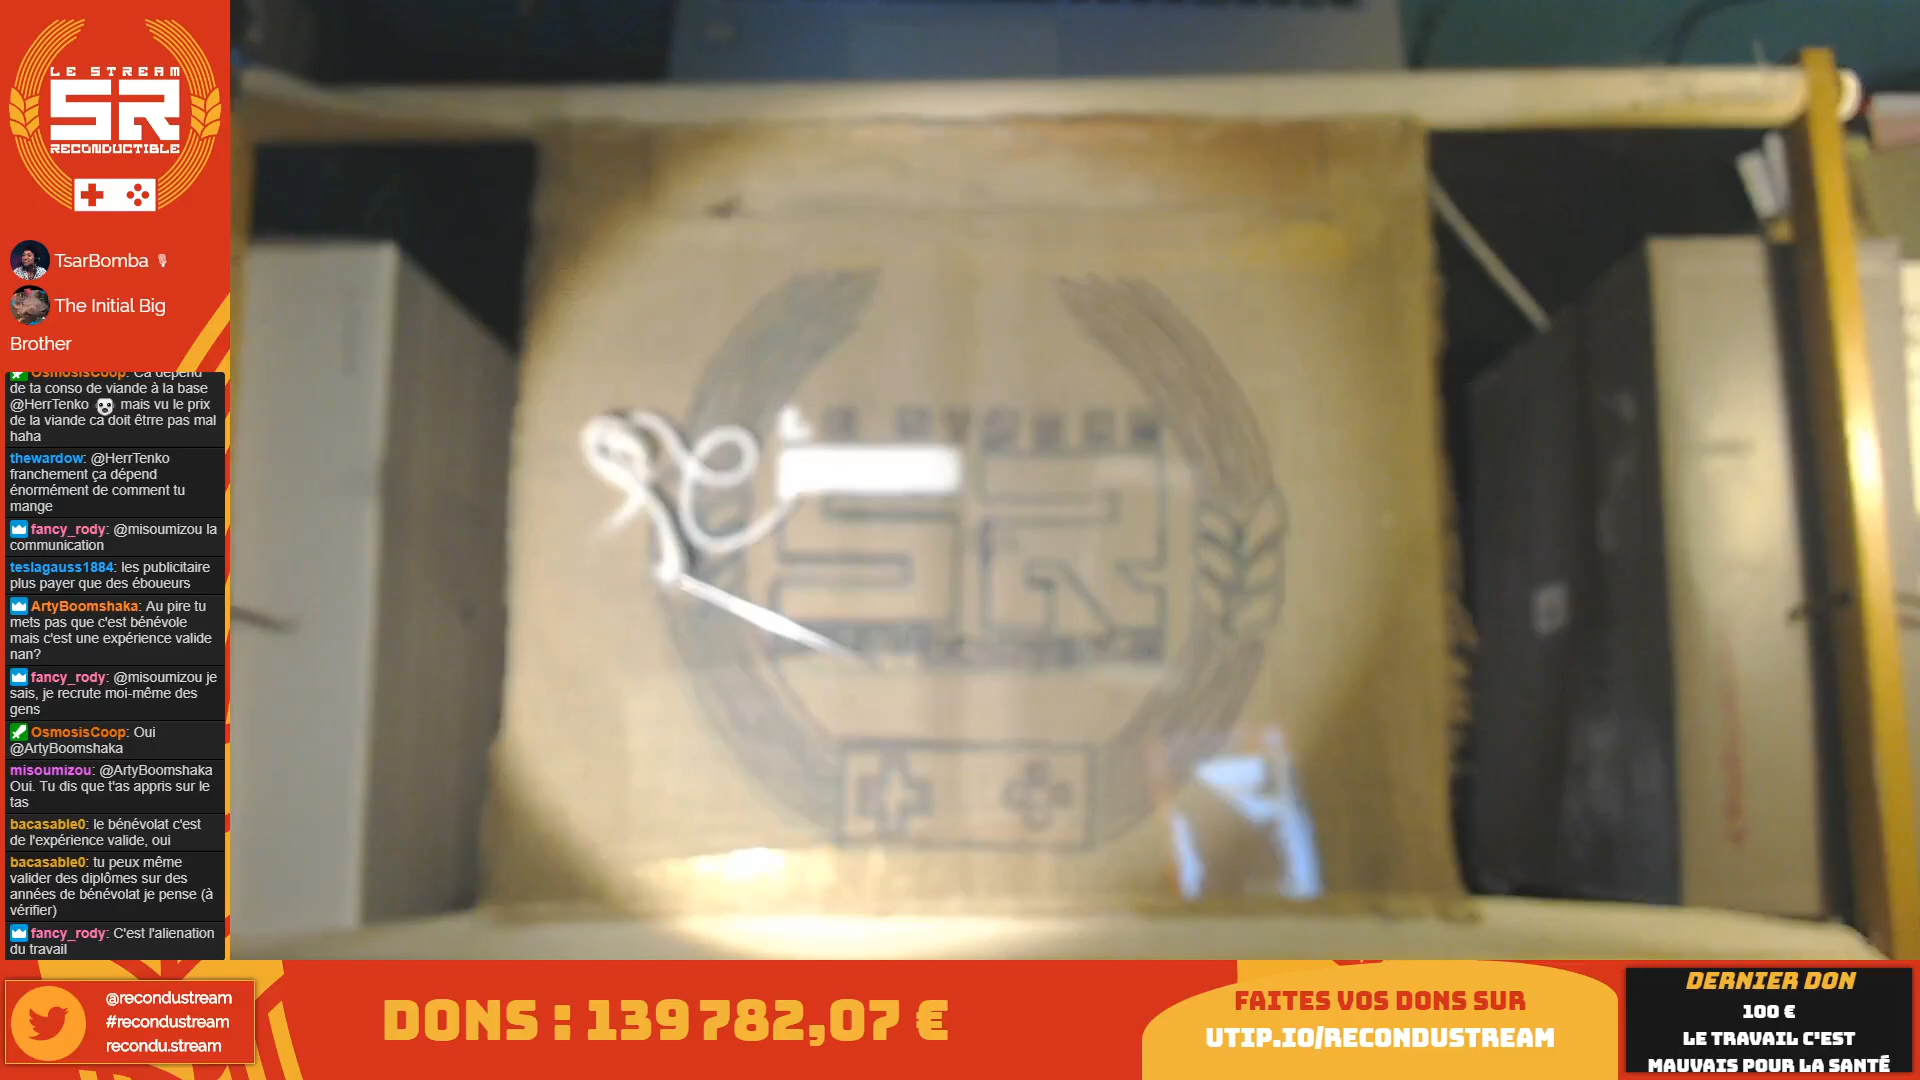 LE STREAM
SR
RECONDUCTIBLE
TsarBomba
The Initial Big
Brother
OsmosisCoop: Ca dépend
de ta conso de viande à la base
@HerrTenko mais vu le prix
de la viande ca doit êtrre pas mal
haha
thewardow: @HerrTenko
franchement ça dépend
énormément de comment tu
mange
fancy_rody: @misoumizou la
communication
teslagauss1884: les publicitaire
plus payer que des éboueurs
ArtyBoomshaka: Au pire tu
mets pas que c'est bénévole
mais c'est une expérience valide
nan?
fancy_rody: @misoumizou je
sais, je recrute moi-même des
gens
OsmosisCoop: Oui
@ArtyBoomshaka
misoumizou: @ArtyBoomshaka
Oui. Tu dis que t'as appris sur le
tas
bacasable0: le bénévolat c'est
de l'expérience valide, oui
bacasable0: tu peux même
valider des diplômes sur des
années de bénévolat je pense (à
vérifier)
fancy_rody: C'est l'alienation
du travail
LE STREAM
SR
@recondustream
#recondustream
recondu.stream
DONS : 139 782,07 €
FAITES VOS DONS SUR
UTIP.IO/RECONDUSTREAM
DERNIER DON
100 €
LE TRAVAIL C'EST
MAUVAIS POUR LA SANTÉ